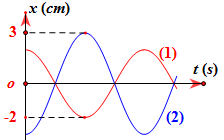 x (cm)
3
(1)
t (s)
o
(2)
-2